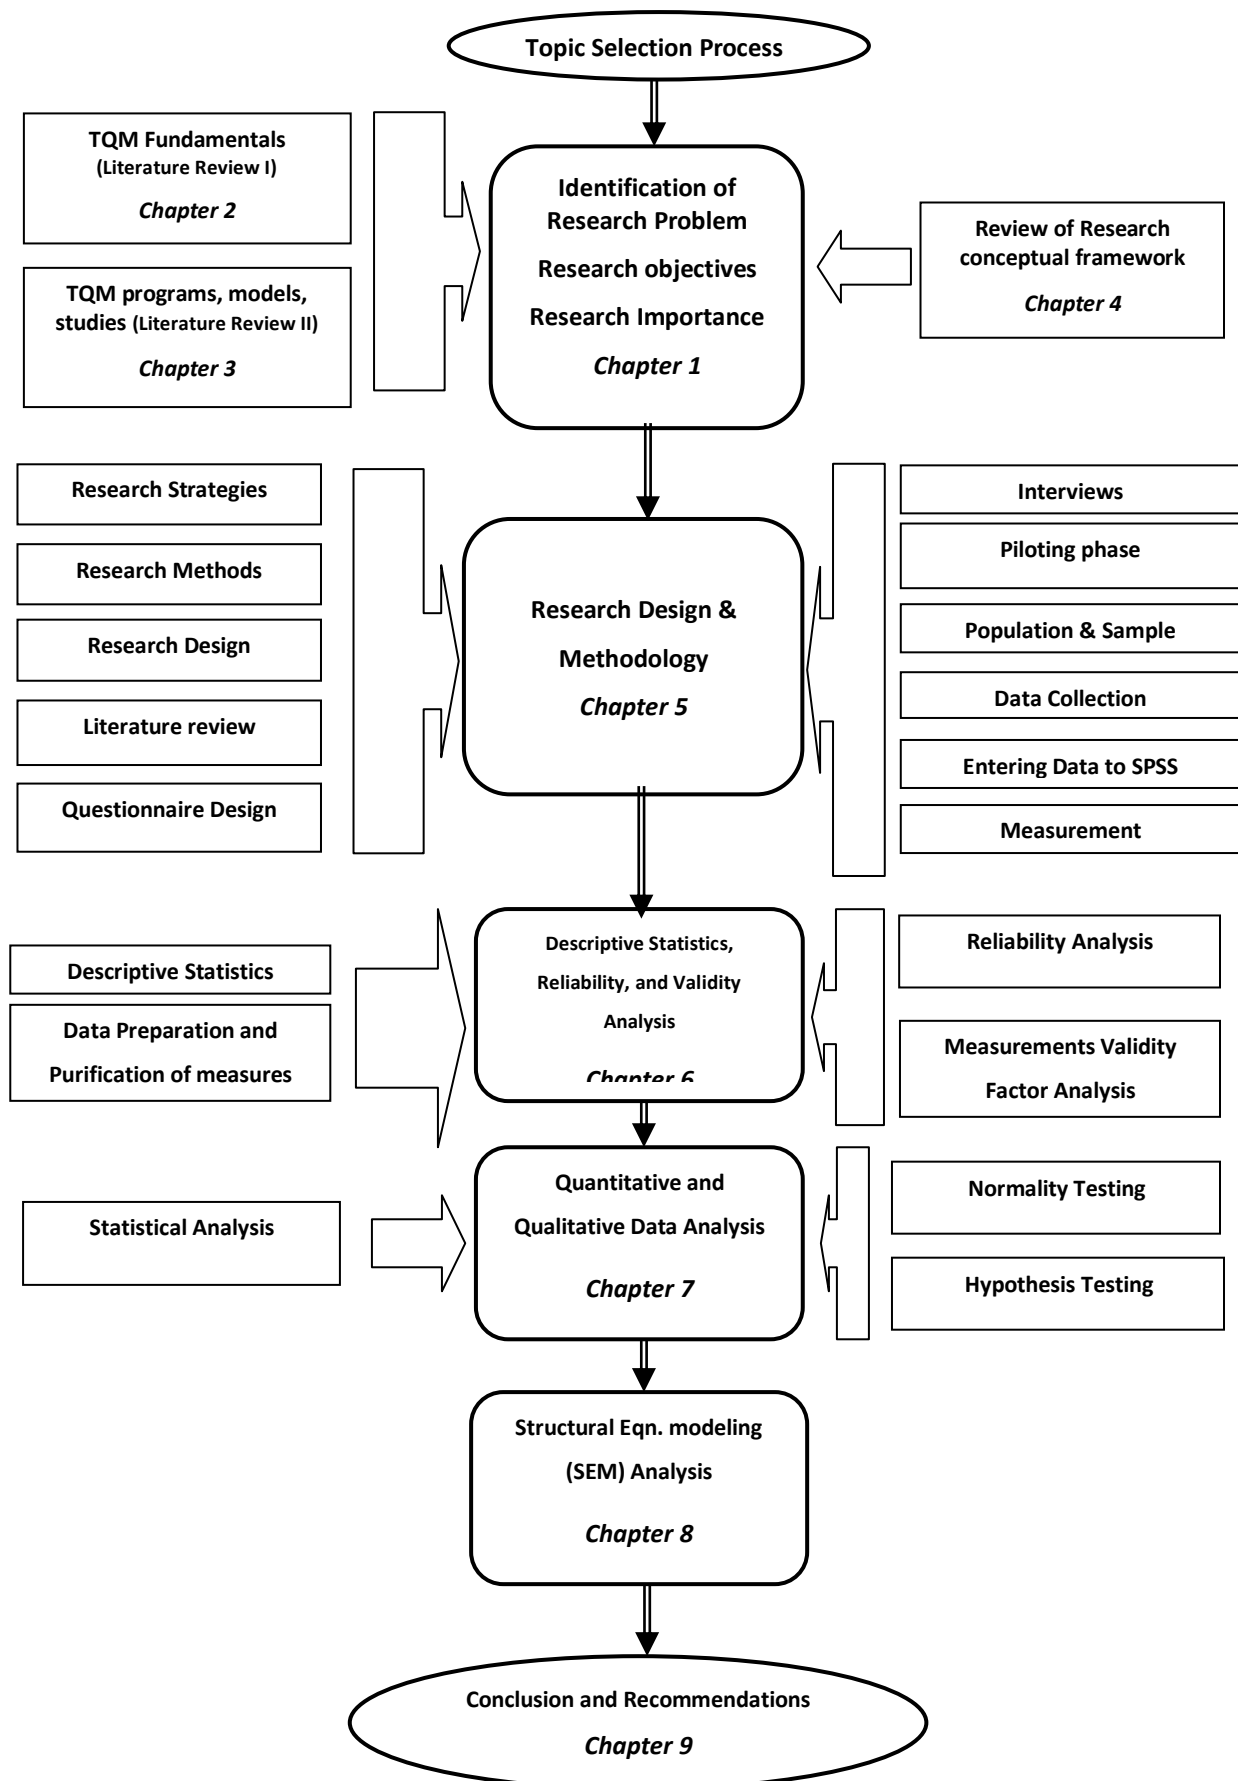 Topic Selection Process
TQM Fundamentals
(Literature Review I)
Chapter 2
TQM programs, models,
studies (Literature Review II)
Chapter 3
Identification of
Research Problem
Research objectives
Research Importance
Chapter 1
Review of Research
conceptual framework
Chapter 4
Research Strategies
Research Methods
Research Design
Literature review
Questionnaire Design
Research Design &
Methodology
Chapter 5
Interviews
Piloting phase
Population & Sample
Data Collection
Entering Data to SPSS
Measurement
Descriptive Statistics
Data Preparation and
Purification of measures
Descriptive Statistics,
Reliability, and Validity
Analysis
Chapter 6
Reliability Analysis
Measurements Validity
Factor Analysis
Statistical Analysis
Quantitative and
Qualitative Data Analysis
Chapter 7
Normality Testing
Hypothesis Testing
Structural Eqn. modeling
(SEM) Analysis
Chapter 8
Conclusion and Recommendations
Chapter 9